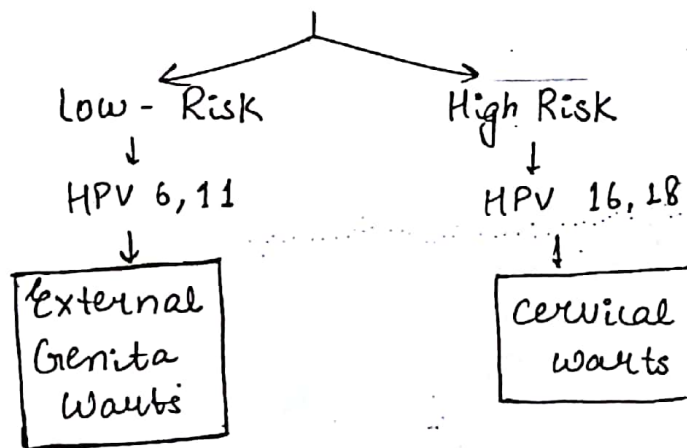 Low - Risk
High Risk
HPV 6, 11
HPV 16, 18
External
Genita
Warts
cervical
warts